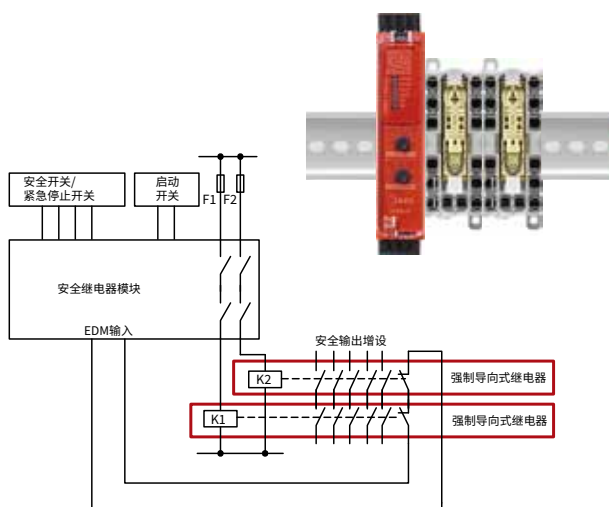 安全开关/
紧急停止开关
启动
开关
F1
F2
安全继电器模块
EDM输入
安全输出增设
K2
强制导向式继电器
K1
强制导向式继电器